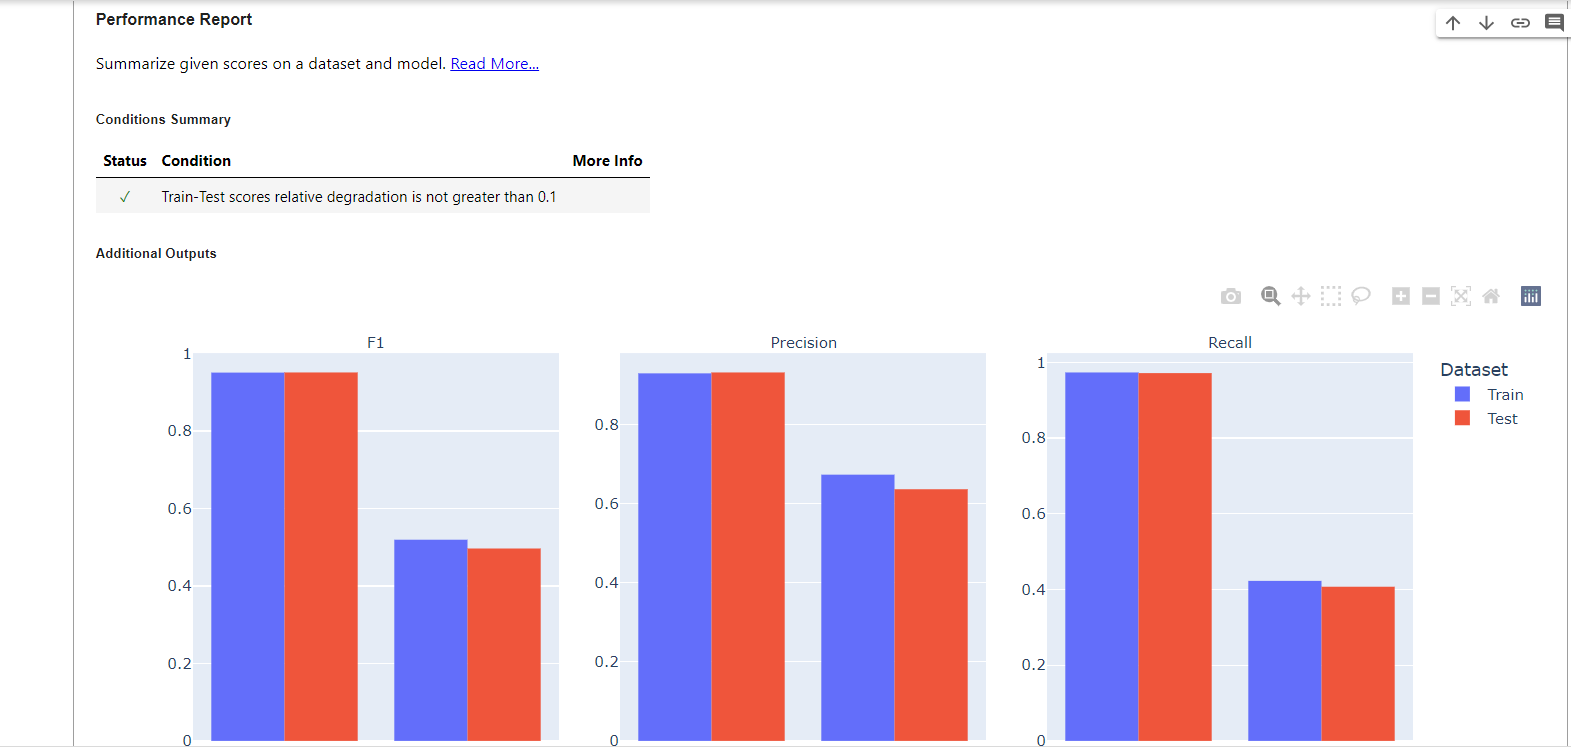 Performance Report
Summarize given scores on a dataset and model. Read More...
Conditions Summary
Status Condition More Info
✓ Train-Test scores relative degradation is not greater than 0.1
Additional Outputs
F1
1
0.8
0.6
0.4
0.2
0
Precision
0.8
0.6
0.4
0.2
0
Recall
1
0.8
0.6
0.4
0.2
0
Dataset
Train
Test